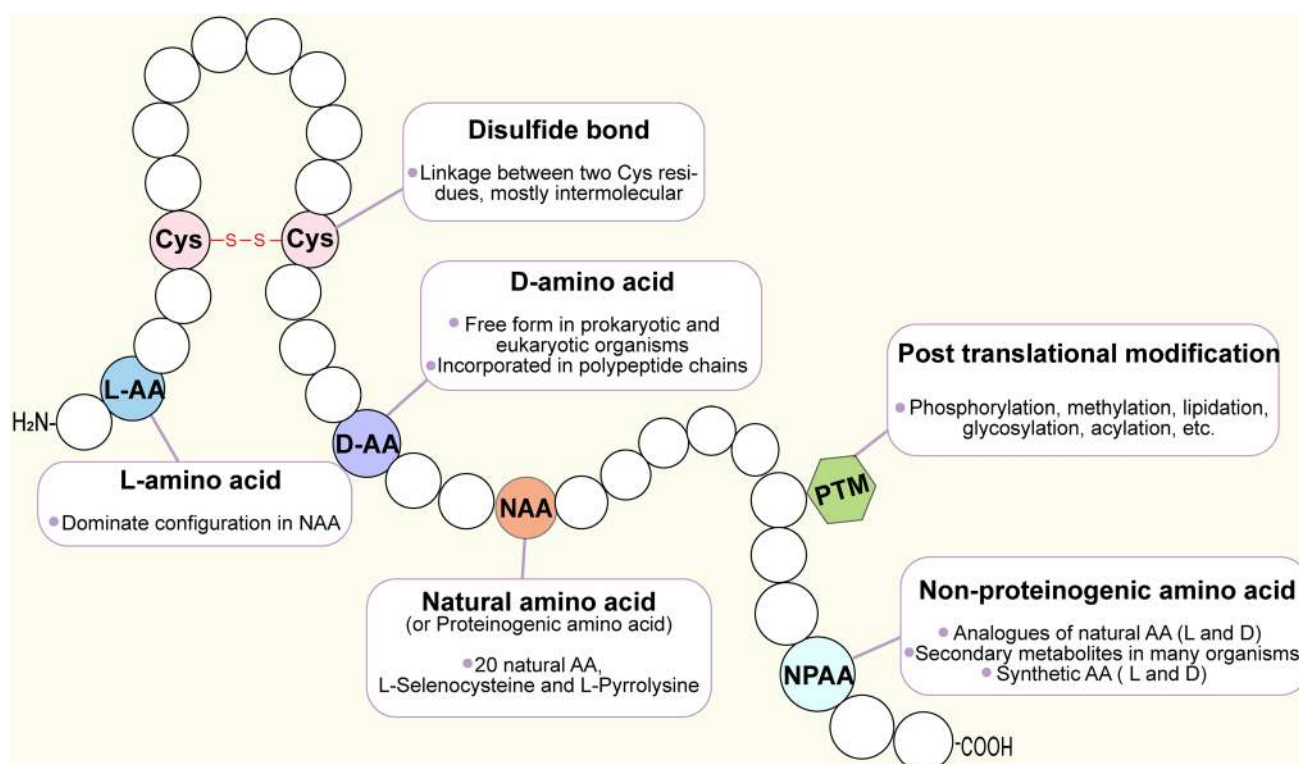 Disulfide bond
Linkage between two Cys resi-
dues, mostly intermolecular
Cys
S
S
Cys
D-amino acid
Free form in prokaryotic and
eukaryotic organisms
Incorporated in polypeptide chains
Post translational modification
Phosphorylation, methylation, lipidation,
glycosylation, acylation, etc.
L-AA
H₂N-
D-AA
L-amino acid
Dominate configuration in NAA
NAA
PTM
Natural amino acid
(or Proteinogenic amino acid)
20 natural AA,
L-Selenocysteine and L-Pyrrolysine
Non-proteinogenic amino acid
Analogues of natural AA (L and D)
Secondary metabolites in many organisms
Synthetic AA ( L and D)
NPAA
-COOH